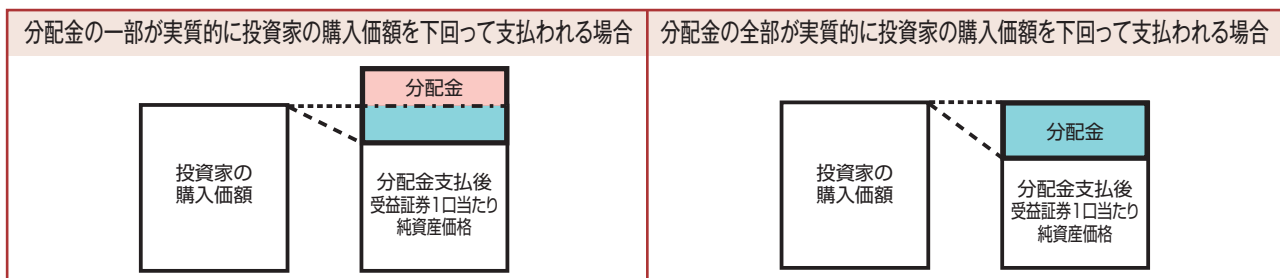 分配金の一部が実質的に投資家の購入価額を下回って支払われる場合
投資家の
購入価額
分配金
分配金支払後
受益証券1口当たり
純資産価格
分配金の全部が実質的に投資家の購入価額を下回って支払われる場合
投資家の
購入価額
分配金
分配金支払後
受益証券1口当たり
純資産価格